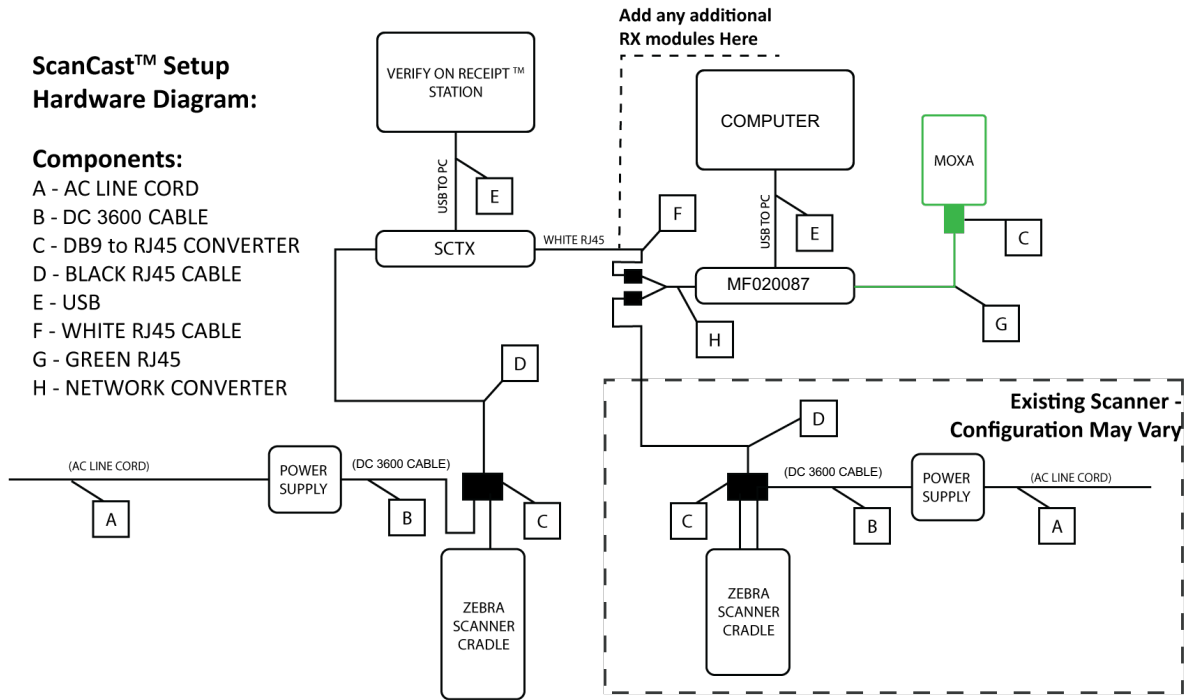 ScanCast™ Setup
Hardware Diagram:
Components:
A - AC LINE CORD
B - DC 3600 CABLE
C - DB9 to RJ45 CONVERTER
D - BLACK RJ45 CABLE
E - USB
F - WHITE RJ45 CABLE
G - GREEN RJ45
H - NETWORK CONVERTER
VERIFY ON RECEIPT ™
STATION
USB TO PC
E
SCTX
WHITE RJ45
Add any additional
RX modules Here
F
COMPUTER
USB TO PC
E
MF020087
H
MOXA
C
G
D
(AC LINE CORD)
A
POWER
SUPPLY
(DC 3600 CABLE)
B
C
ZEBRA
SCANNER
CRADLE
Existing Scanner -
Configuration May Vary
D
C
(DC 3600 CABLE)
B
POWER
SUPPLY
(AC LINE CORD)
A
ZEBRA
SCANNER
CRADLE